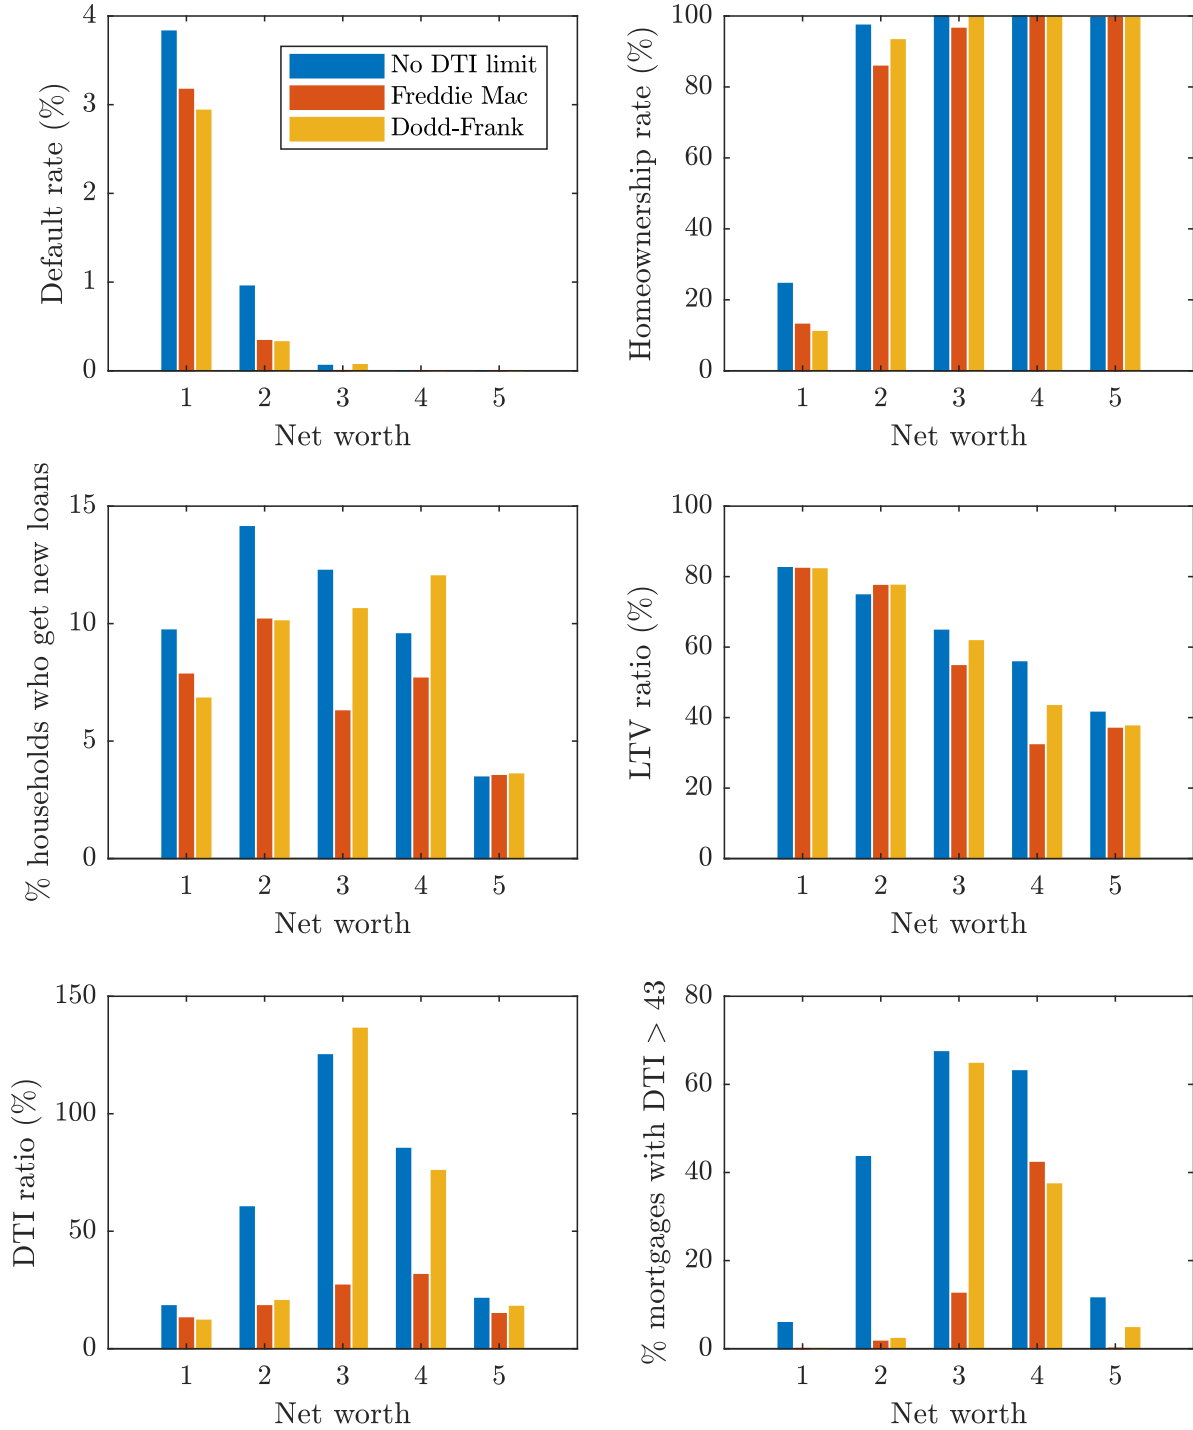 Default rate (%)
4
3
2
1
0
No DTI limit
Freddie Mac
Dodd-Frank
1 2 3 4 5
Net worth
Homeownership rate (%)
100
80
60
40
20
0
1 2 3 4 5
Net worth
% households who get new loans
15
10
5
0
1 2 3 4 5
Net worth
LTV ratio (%)
100
80
60
40
20
0
1 2 3 4 5
Net worth
DTI ratio (%)
150
100
50
0
1 2 3 4 5
Net worth
% mortgages with DTI > 43
80
60
40
20
0
1 2 3 4 5
Net worth